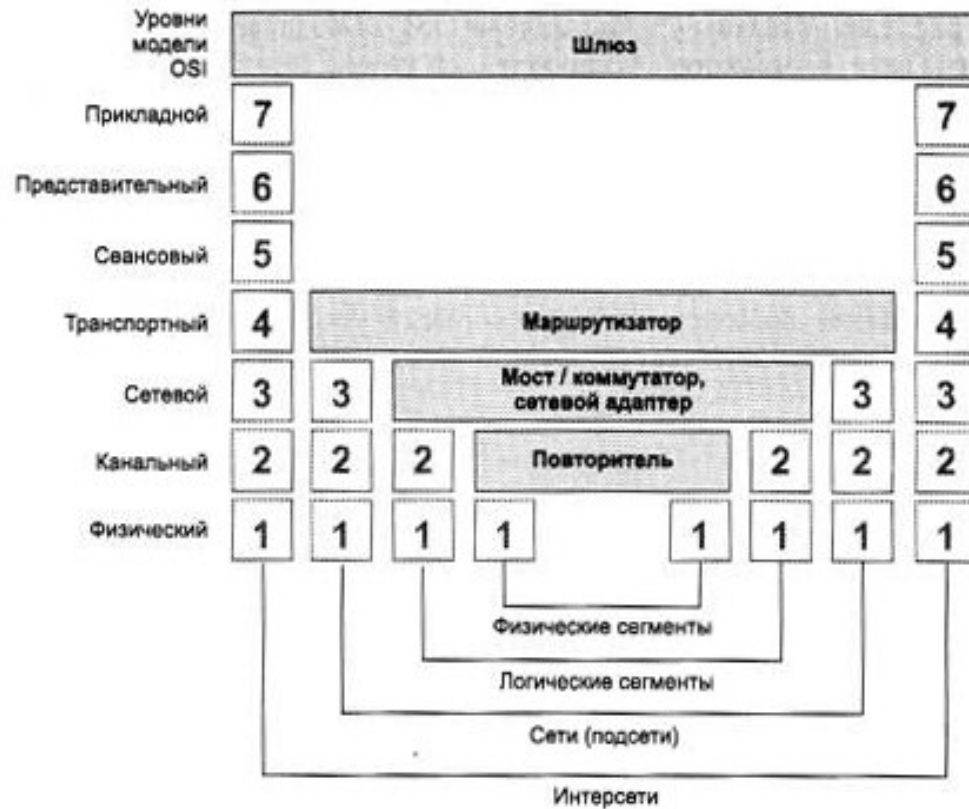 Уровни
модели
OSI
Шлюз
Прикладной 7 7
Представительный 6 6
Сеансовый 5 5
Транспортный 4 Маршрутизатор 4
Сетевой 3 3 Мост / коммутатор,
сетевой адаптер 3 3
Канальный 2 2 2 Повторитель 2 2 2
Физический 1 1 1 1 1 1 1 1
Физические сегменты
Логические сегменты
Сети (подсети)
Интерсети